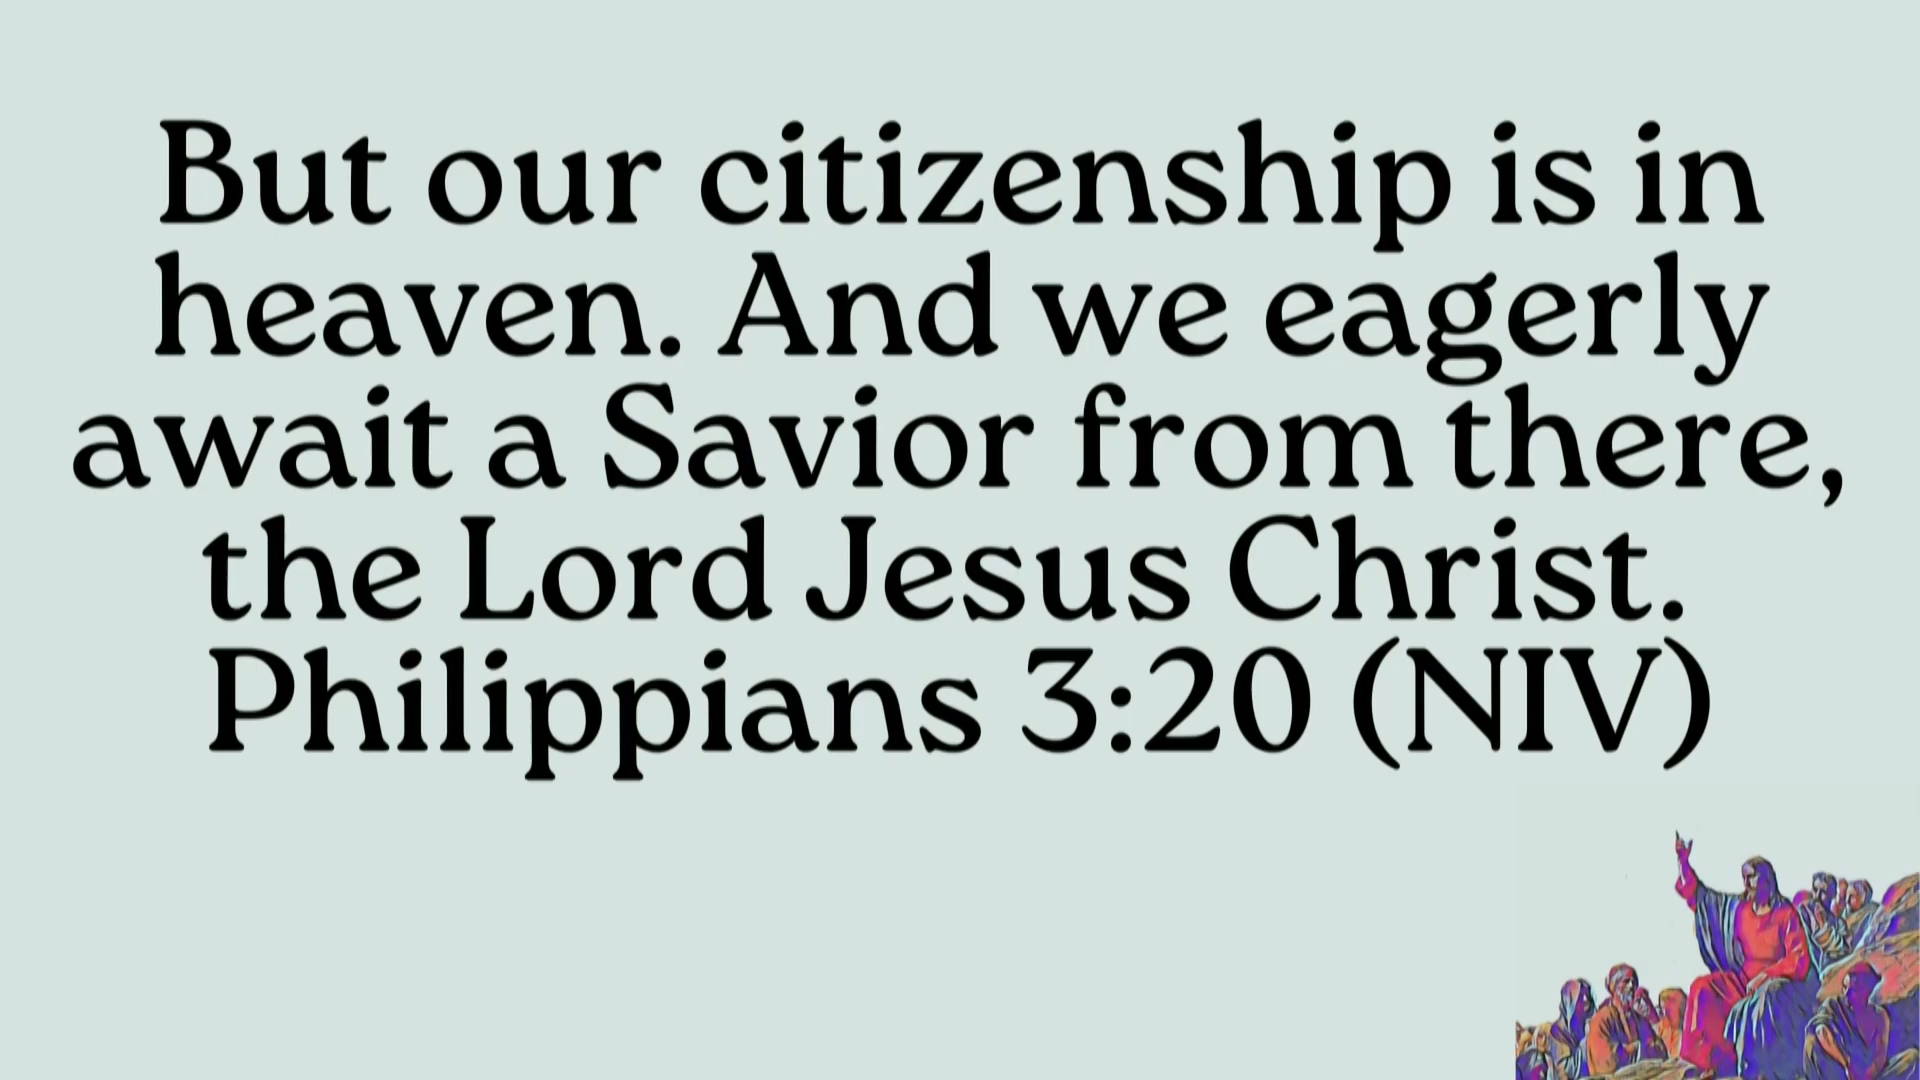 But our citizenship is in
heaven. And we eagerly
await a Savior from there,
the Lord Jesus Christ.
Philippians 3:20 (NIV)